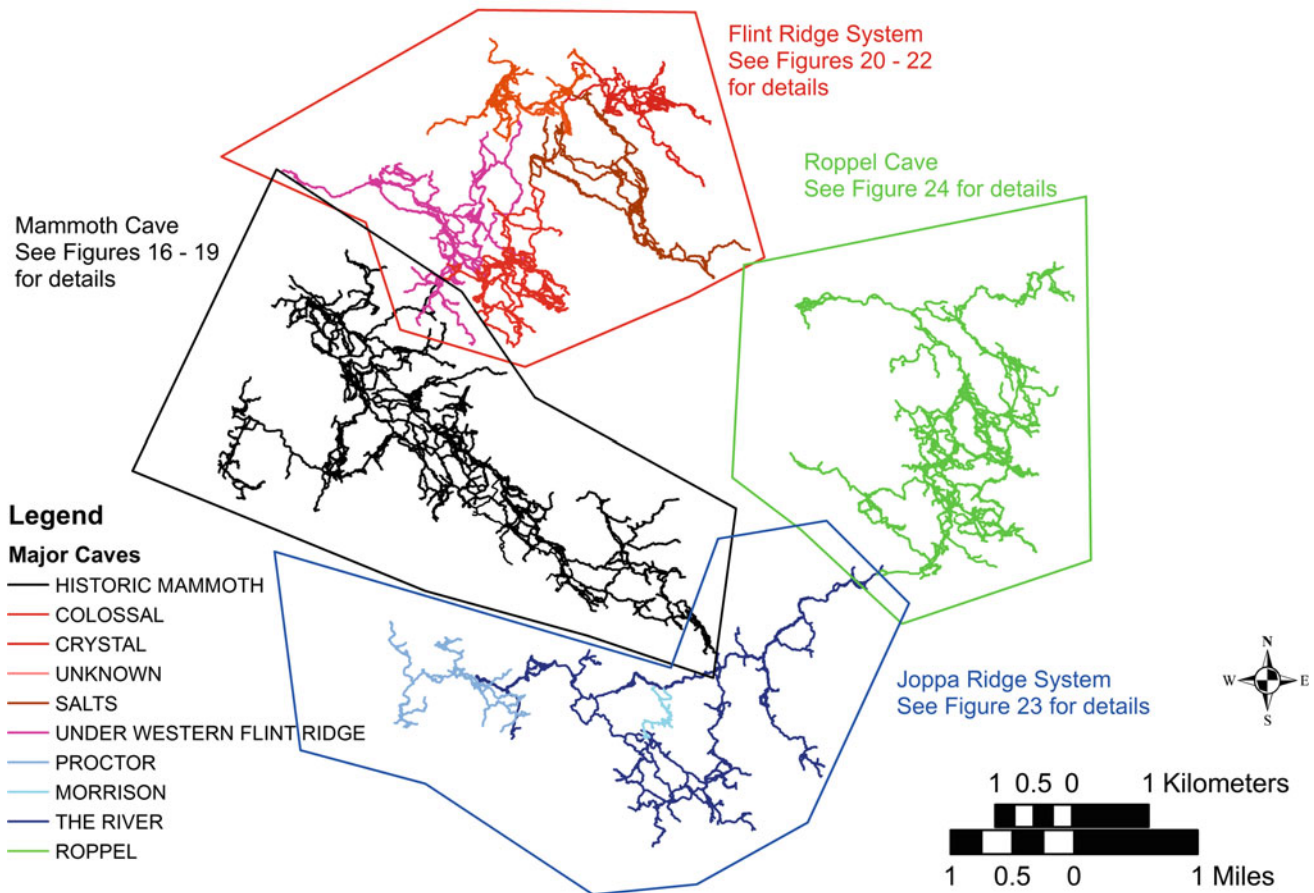 Flint Ridge System
See Figures 20 - 22
for details
Roppel Cave
See Figure 24 for details
Mammoth Cave
See Figures 16 - 19
for details
Legend
Major Caves
HISTORIC MAMMOTH
COLOSSAL
CRYSTAL
UNKNOWN
SALTS
UNDER WESTERN FLINT RIDGE
PROCTOR
MORRISON
THE RIVER
ROPPEL
Joppa Ridge System
See Figure 23 for details
N
W E
S
1 0.5 0 1 Kilometers
1 0.5 0 1 Miles